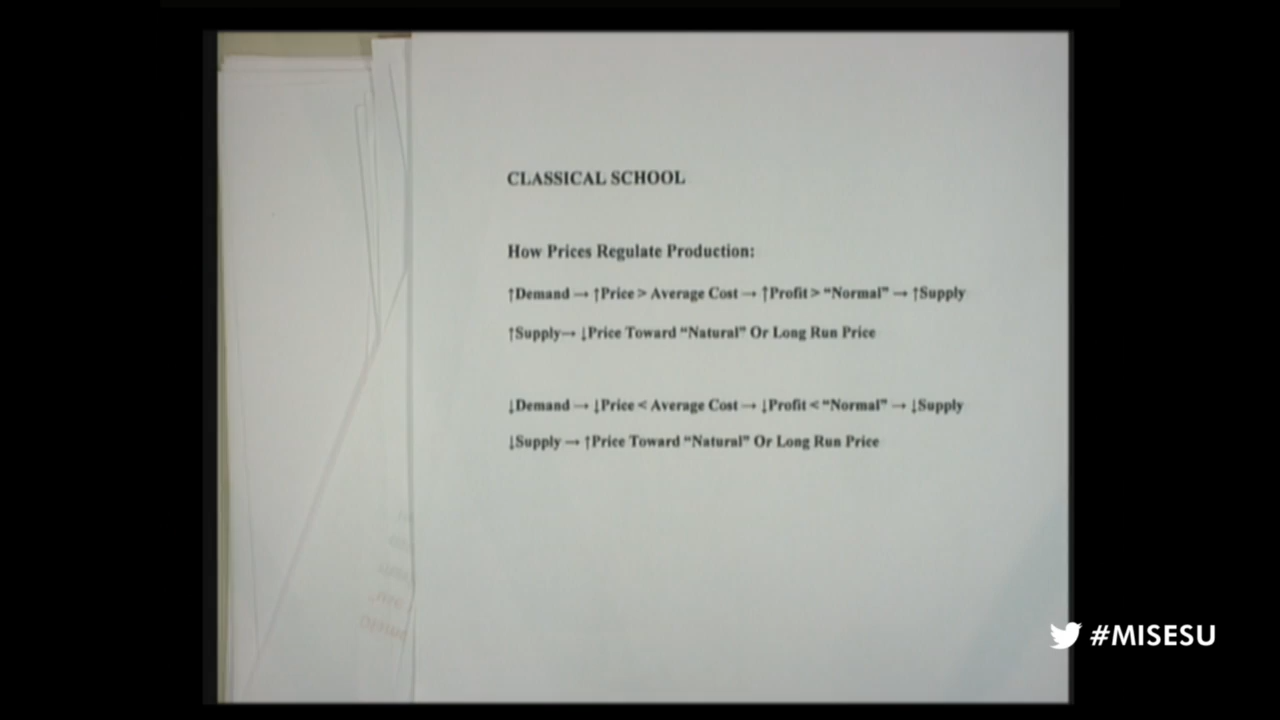 CLASSICAL SCHOOL
How Prices Regulate Production:
↑Demand → ↑Price > Average Cost → ↑Profit > “Normal” → ↑Supply
↑Supply→ ↓Price Toward “Natural” Or Long Run Price
↓Demand → ↓Price < Average Cost → ↓Profit < “Normal” → ↓Supply
↓Supply → ↑Price Toward “Natural” Or Long Run Price
#MISESU